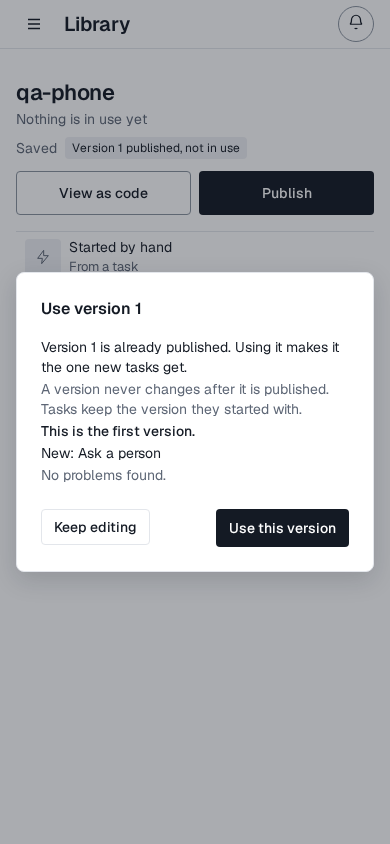 Library
qa-phone
Nothing is in use yet
Saved Version 1 published, not in use
View as code Publish
Started by hand
From a task
Use version 1
Version 1 is already published. Using it makes it
the one new tasks get.
A version never changes after it is published.
Tasks keep the version they started with.
This is the first version.
New: Ask a person
No problems found.
Keep editing Use this version